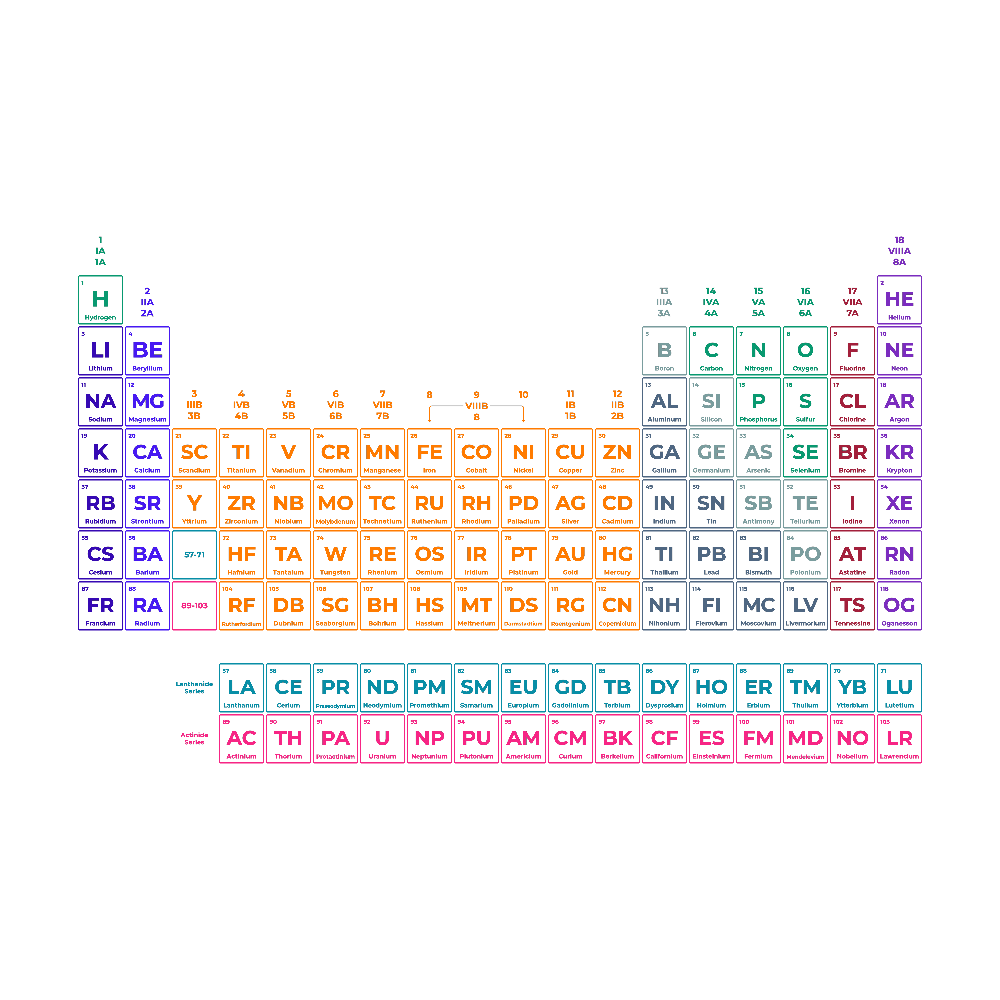 1
IA
1A
18
VIIIA
8A
1
H
Hydrogen
2
IIA
2A
13
IIIA
3A
14
IVA
4A
15
VA
5A
16
VIA
6A
17
VIIA
7A
2
HE
Helium
3
LI
Lithium
4
BE
Beryllium
5
B
Boron
6
C
Carbon
7
N
Nitrogen
8
O
Oxygen
9
F
Fluorine
10
NE
Neon
11
NA
Sodium
12
MG
Magnesium
3
IIIB
3B
4
IVB
4B
5
VB
5B
6
VIB
6B
7
VIIB
7B
8
9
VIIIB
8
10
11
IB
1B
12
IIB
2B
13
AL
Aluminum
14
SI
Silicon
15
P
Phosphorus
16
S
Sulfur
17
CL
Chlorine
18
AR
Argon
19
K
Potassium
20
CA
Calcium
21
SC
Scandium
22
TI
Titanium
23
V
Vanadium
24
CR
Chromium
25
MN
Manganese
26
FE
Iron
27
CO
Cobalt
28
NI
Nickel
29
CU
Copper
30
ZN
Zinc
31
GA
Gallium
32
GE
Germanium
33
AS
Arsenic
34
SE
Selenium
35
BR
Bromine
36
KR
Krypton
37
RB
Rubidium
38
SR
Strontium
39
Y
Yttrium
40
ZR
Zirconium
41
NB
Niobium
42
MO
Molybdenum
43
TC
Technetium
44
RU
Ruthenium
45
RH
Rhodium
46
PD
Palladium
47
AG
Silver
48
CD
Cadmium
49
IN
Indium
50
SN
Tin
51
SB
Antimony
52
TE
Tellurium
53
I
Iodine
54
XE
Xenon
55
CS
Cesium
56
BA
Barium
57-71
72
HF
Hafnium
73
TA
Tantalum
74
W
Tungsten
75
RE
Rhenium
76
OS
Osmium
77
IR
Iridium
78
PT
Platinum
79
AU
Gold
80
HG
Mercury
81
TI
Thallium
82
PB
Lead
83
BI
Bismuth
84
PO
Polonium
85
AT
Astatine
86
RN
Radon
87
FR
Francium
88
RA
Radium
89-103
104
RF
Rutherfordium
105
DB
Dubnium
106
SG
Seaborgium
107
BH
Bohrium
108
HS
Hassium
109
MT
Meitnerium
110
DS
Darmstadtium
111
RG
Roentgenium
112
CN
Copernicium
113
NH
Nihonium
114
FI
Flerovium
115
MC
Moscovium
116
LV
Livermorium
117
TS
Tennessine
118
OG
Oganesson
Lanthanide
Series
57
LA
Lanthanum
58
CE
Cerium
59
PR
Praseodymium
60
ND
Neodymium
61
PM
Promethium
62
SM
Samarium
63
EU
Europium
64
GD
Gadolinium
65
TB
Terbium
66
DY
Dysprosium
67
HO
Holmium
68
ER
Erbium
69
TM
Thulium
70
YB
Ytterbium
71
LU
Lutetium
Actinide
Series
89
AC
Actinium
90
TH
Thorium
91
PA
Protactinium
92
U
Uranium
93
NP
Neptunium
94
PU
Plutonium
95
AM
Americium
96
CM
Curium
97
BK
Berkelium
98
CF
Californium
99
ES
Einsteinium
100
FM
Fermium
101
MD
Mendelevium
102
NO
Nobelium
103
LR
Lawrencium